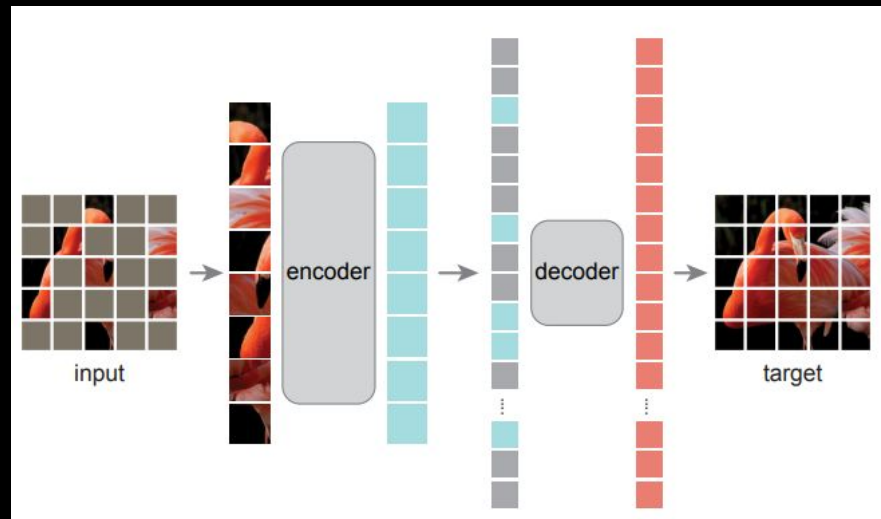 input
encoder
decoder
target